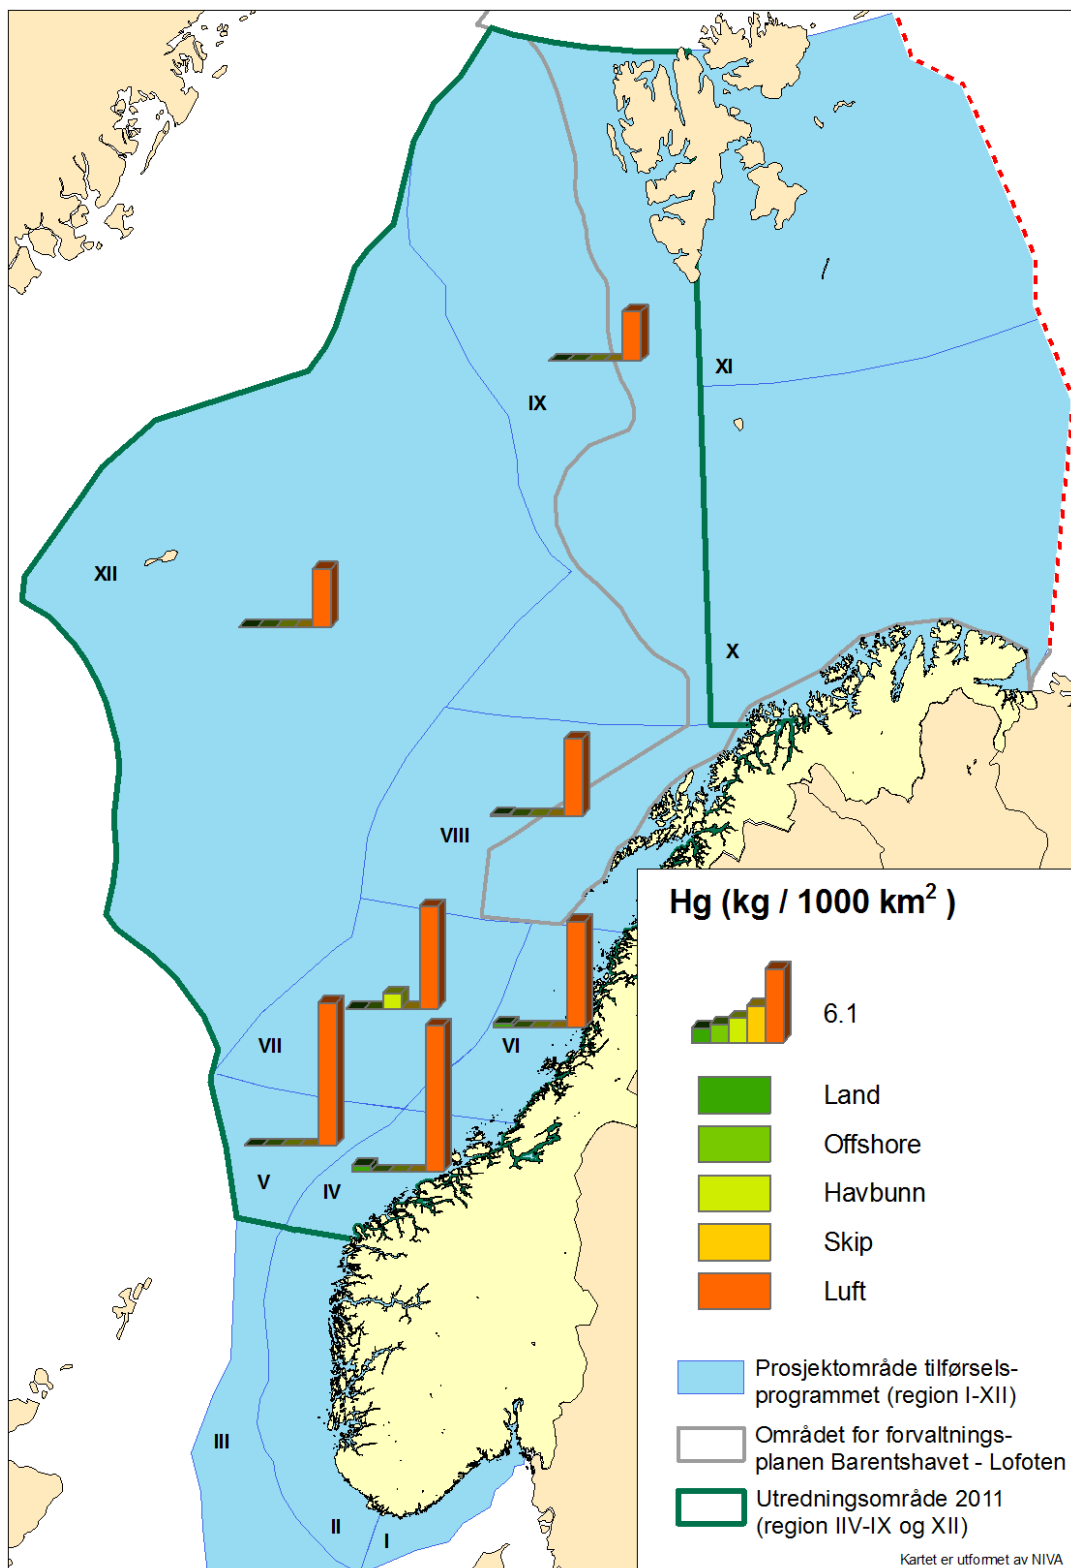 XI
IX
XII
X
VIII
VII
VI
V
IV
III
II
I
Hg (kg / 1000 km²)
6.1
Land
Offshore
Havbunn
Skip
Luft
Prosjektområde tilførsels-
programmet (region I-XII)
Området for forvaltnings-
planen Barentshavet - Lofoten
Utredningsområde 2011
(region IIV-IX og XII)
Kartet er utformet av NIVA